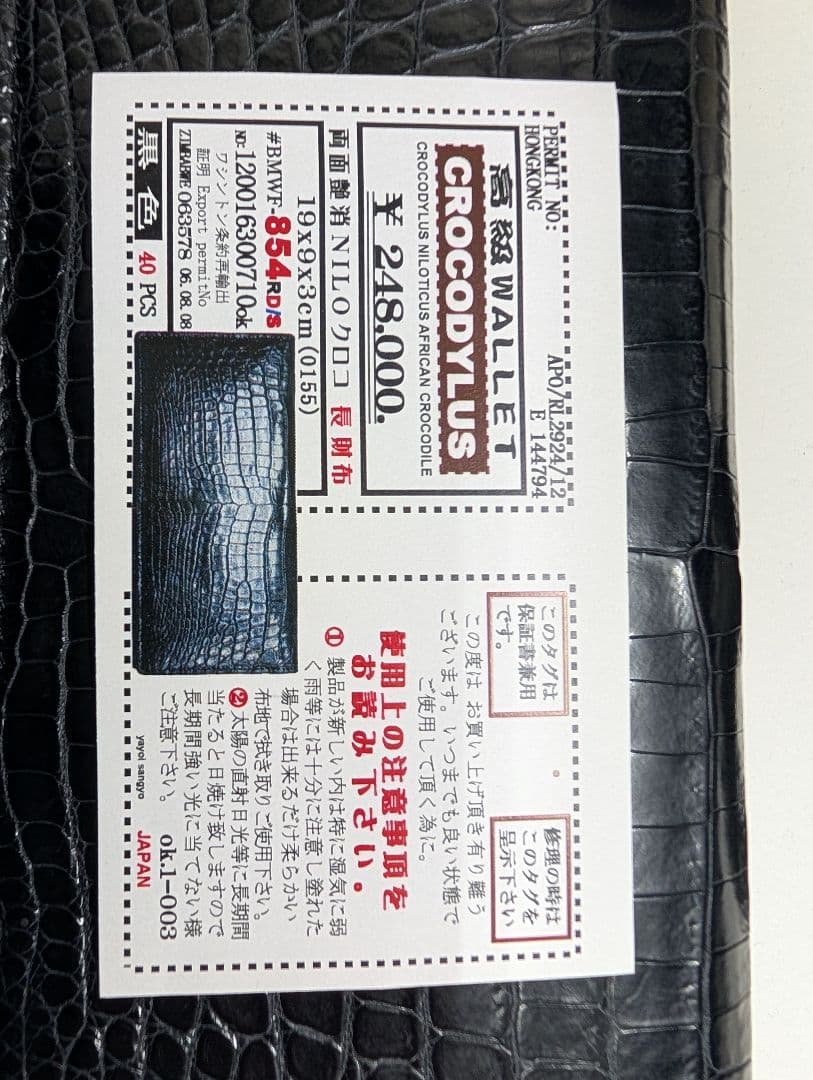 PERMIT NO: APO/RL2924/12
HONGKONG E 144794
高級WALLET
CROCODYLUS
CROCODYLUS NILOTICUS AFRICAN CROCODILE
¥ 248.000.
両面艶消NILOクロコ 長財布
19x9x3cm(0155)
#BMWF-854RD/S
NO:120016300710ok
ワシントン条約再輸出
証明 Export permitNo
ZIMBABWE 063578 06.08.08
黒色 40 PCS
このタグは
保証書兼用
です。
修理の時は
このタグを
呈示下さい
この度は お買い上げ頂き有り難う
ございます。いつまでも良い状態で
ご使用して頂く為に。
使用上の注意事項を
お読み下さい。
① 製品が新しい内は特に湿気に弱
く雨等には十分に注意し塗れた
場合は出来るだけ柔らかい
布地で拭き取りご使用下さい。
② 太陽の直射日光等に長期間
当たると日焼け致しますので
長期間強い光に当てない様
ご注意下さい。 ok.1-003
yayoi sangyo JAPAN